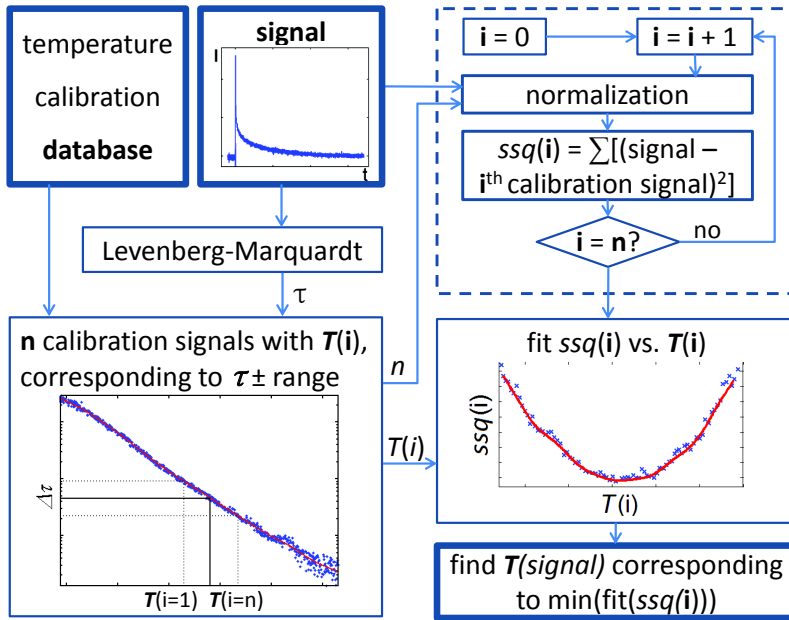 temperature
calibration
database
signal
I
t
Levenberg-Marquardt
τ
n calibration signals with T(i),
corresponding to τ ± range
Δτ
T(i=1)
T(i=n)
n
T(i)
i = 0
i = i + 1
normalization
ssq(i) = ∑[(signal –
iᵗʰ calibration signal)²]
i = n?
no
fit ssq(i) vs. T(i)
ssq(i)
T(i)
find T(signal) corresponding
to min(fit(ssq(i)))